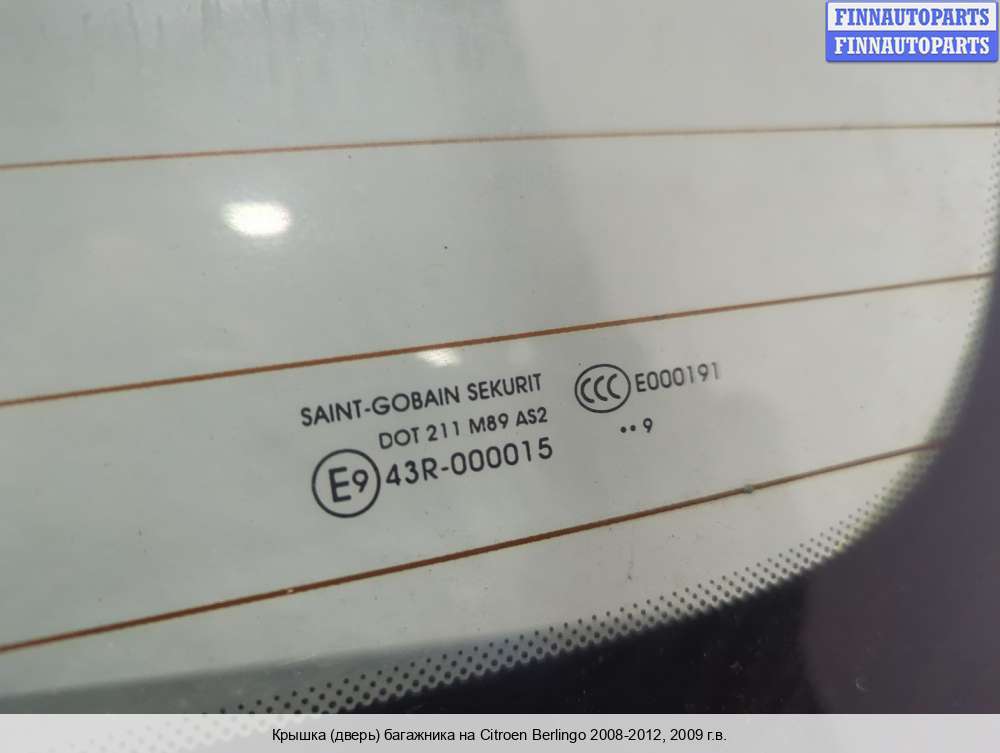 FINNAUTOPARTS
FINNAUTOPARTS
SAINT-GOBAIN SEKURIT
DOT 211 M89 AS2
E9 43R-000015
CCC E000191
•• 9
Крышка (дверь) багажника на Citroen Berlingo 2008-2012, 2009 г.в.